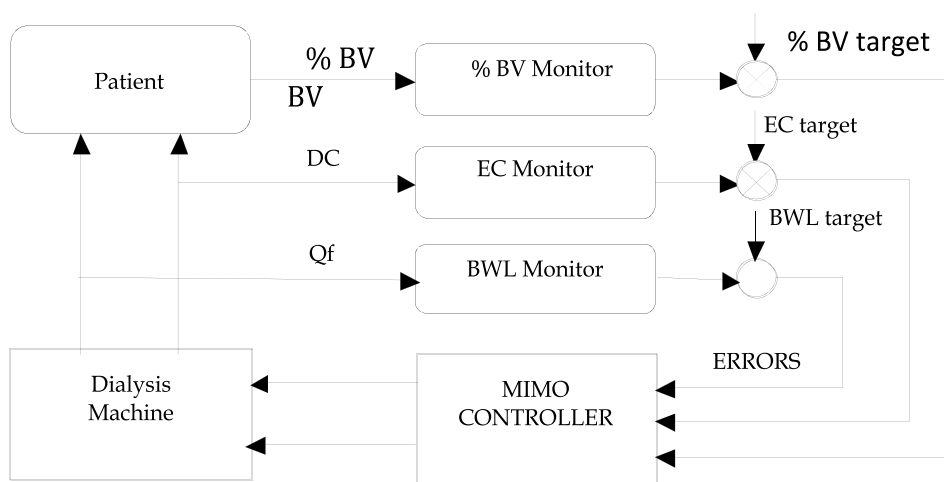 % BV
BV
% BV Monitor
% BV target
Patient
EC target
DC
EC Monitor
BWL target
Qf
BWL Monitor
ERRORS
Dialysis
Machine
MIMO
CONTROLLER